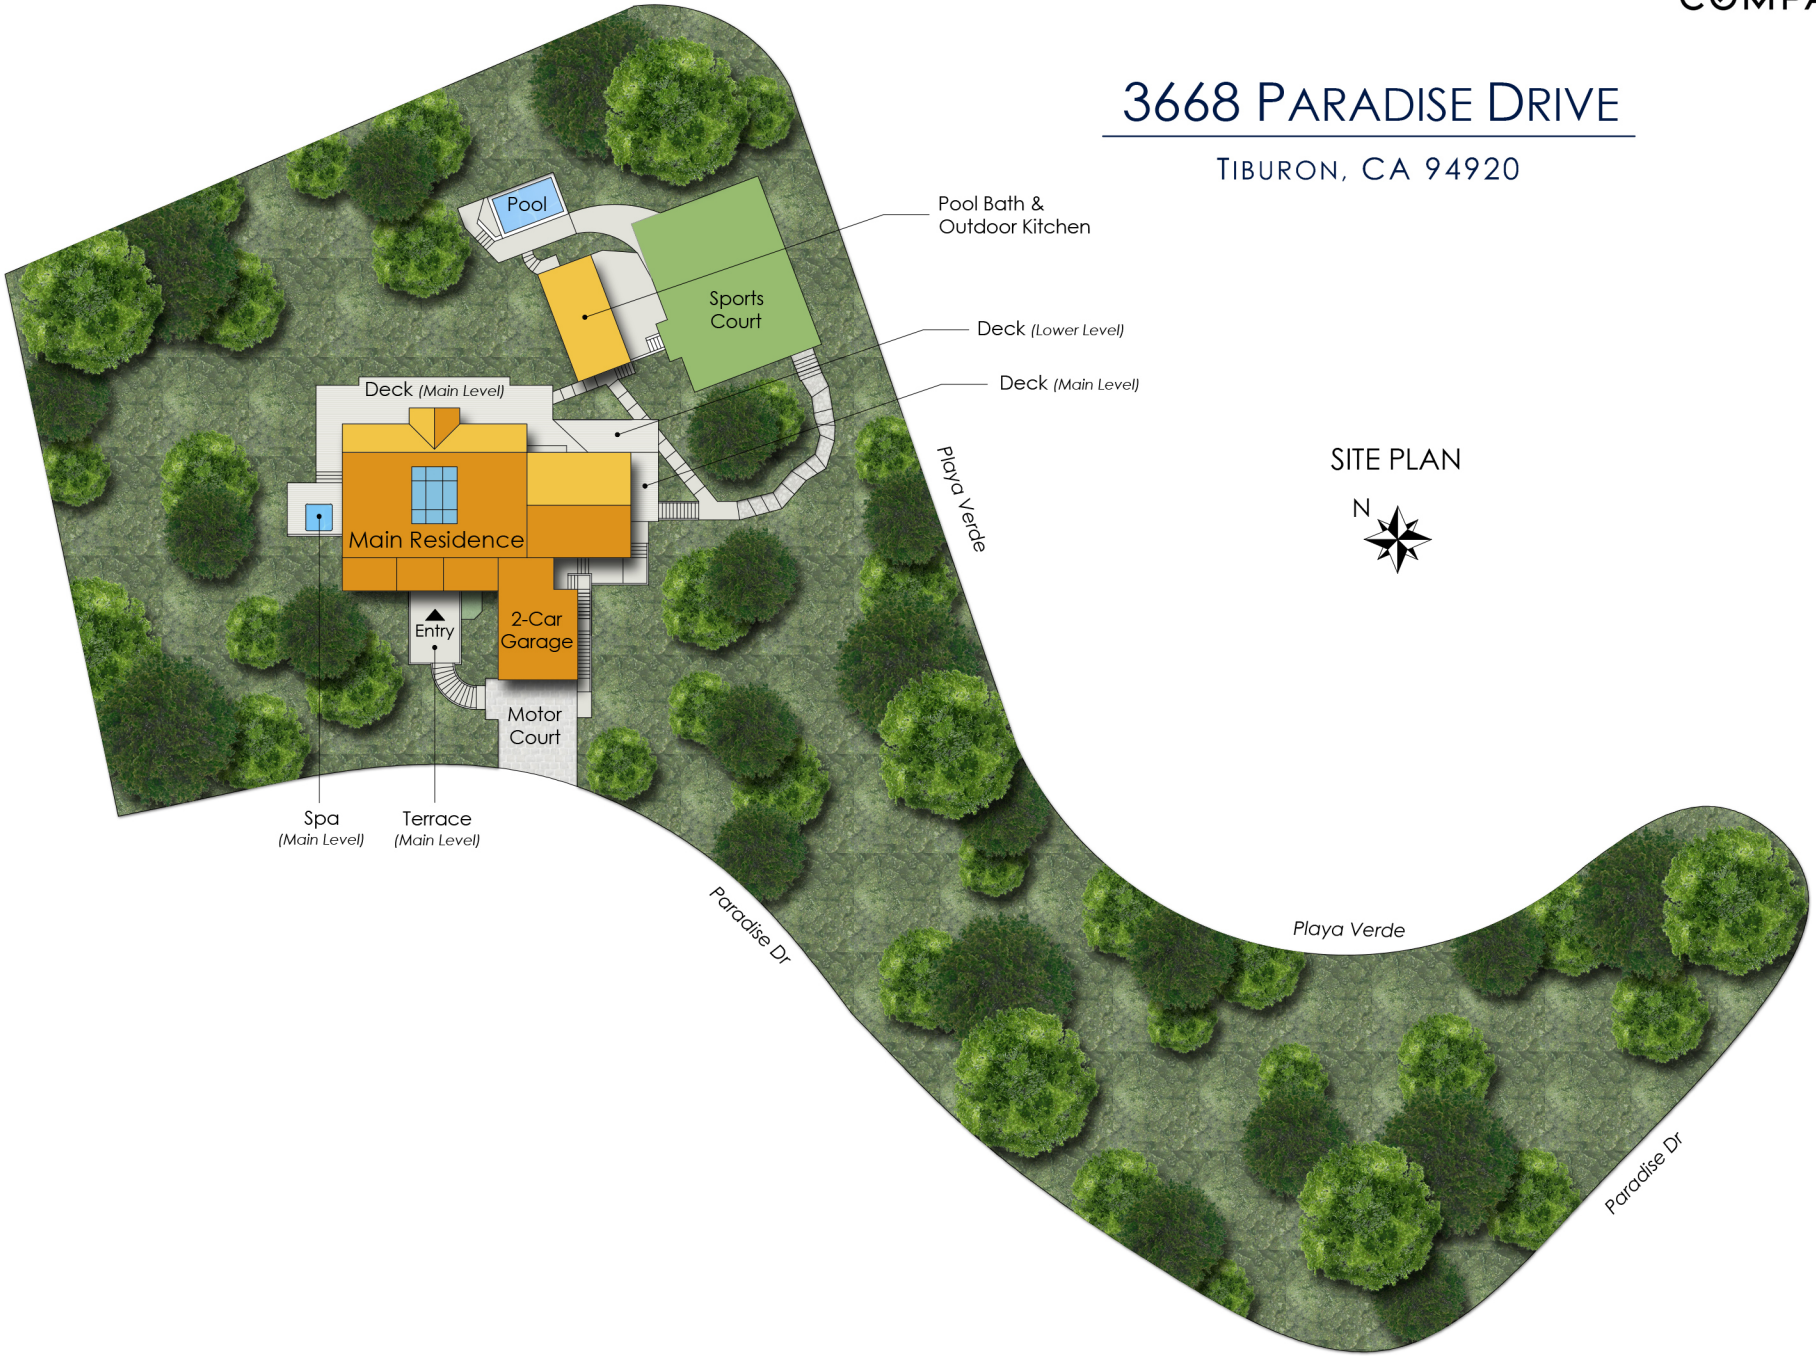 3668 PARADISE DRIVE
TIBURON, CA 94920
Pool
Pool Bath &
Outdoor Kitchen
Sports
Court
Deck (Lower Level)
Deck (Main Level)
Deck (Main Level)
Playa Verde
SITE PLAN
N
Main Residence
Entry
2-Car
Garage
Motor
Court
Spa
(Main Level)
Terrace
(Main Level)
Paradise Dr
Playa Verde
Paradise Dr